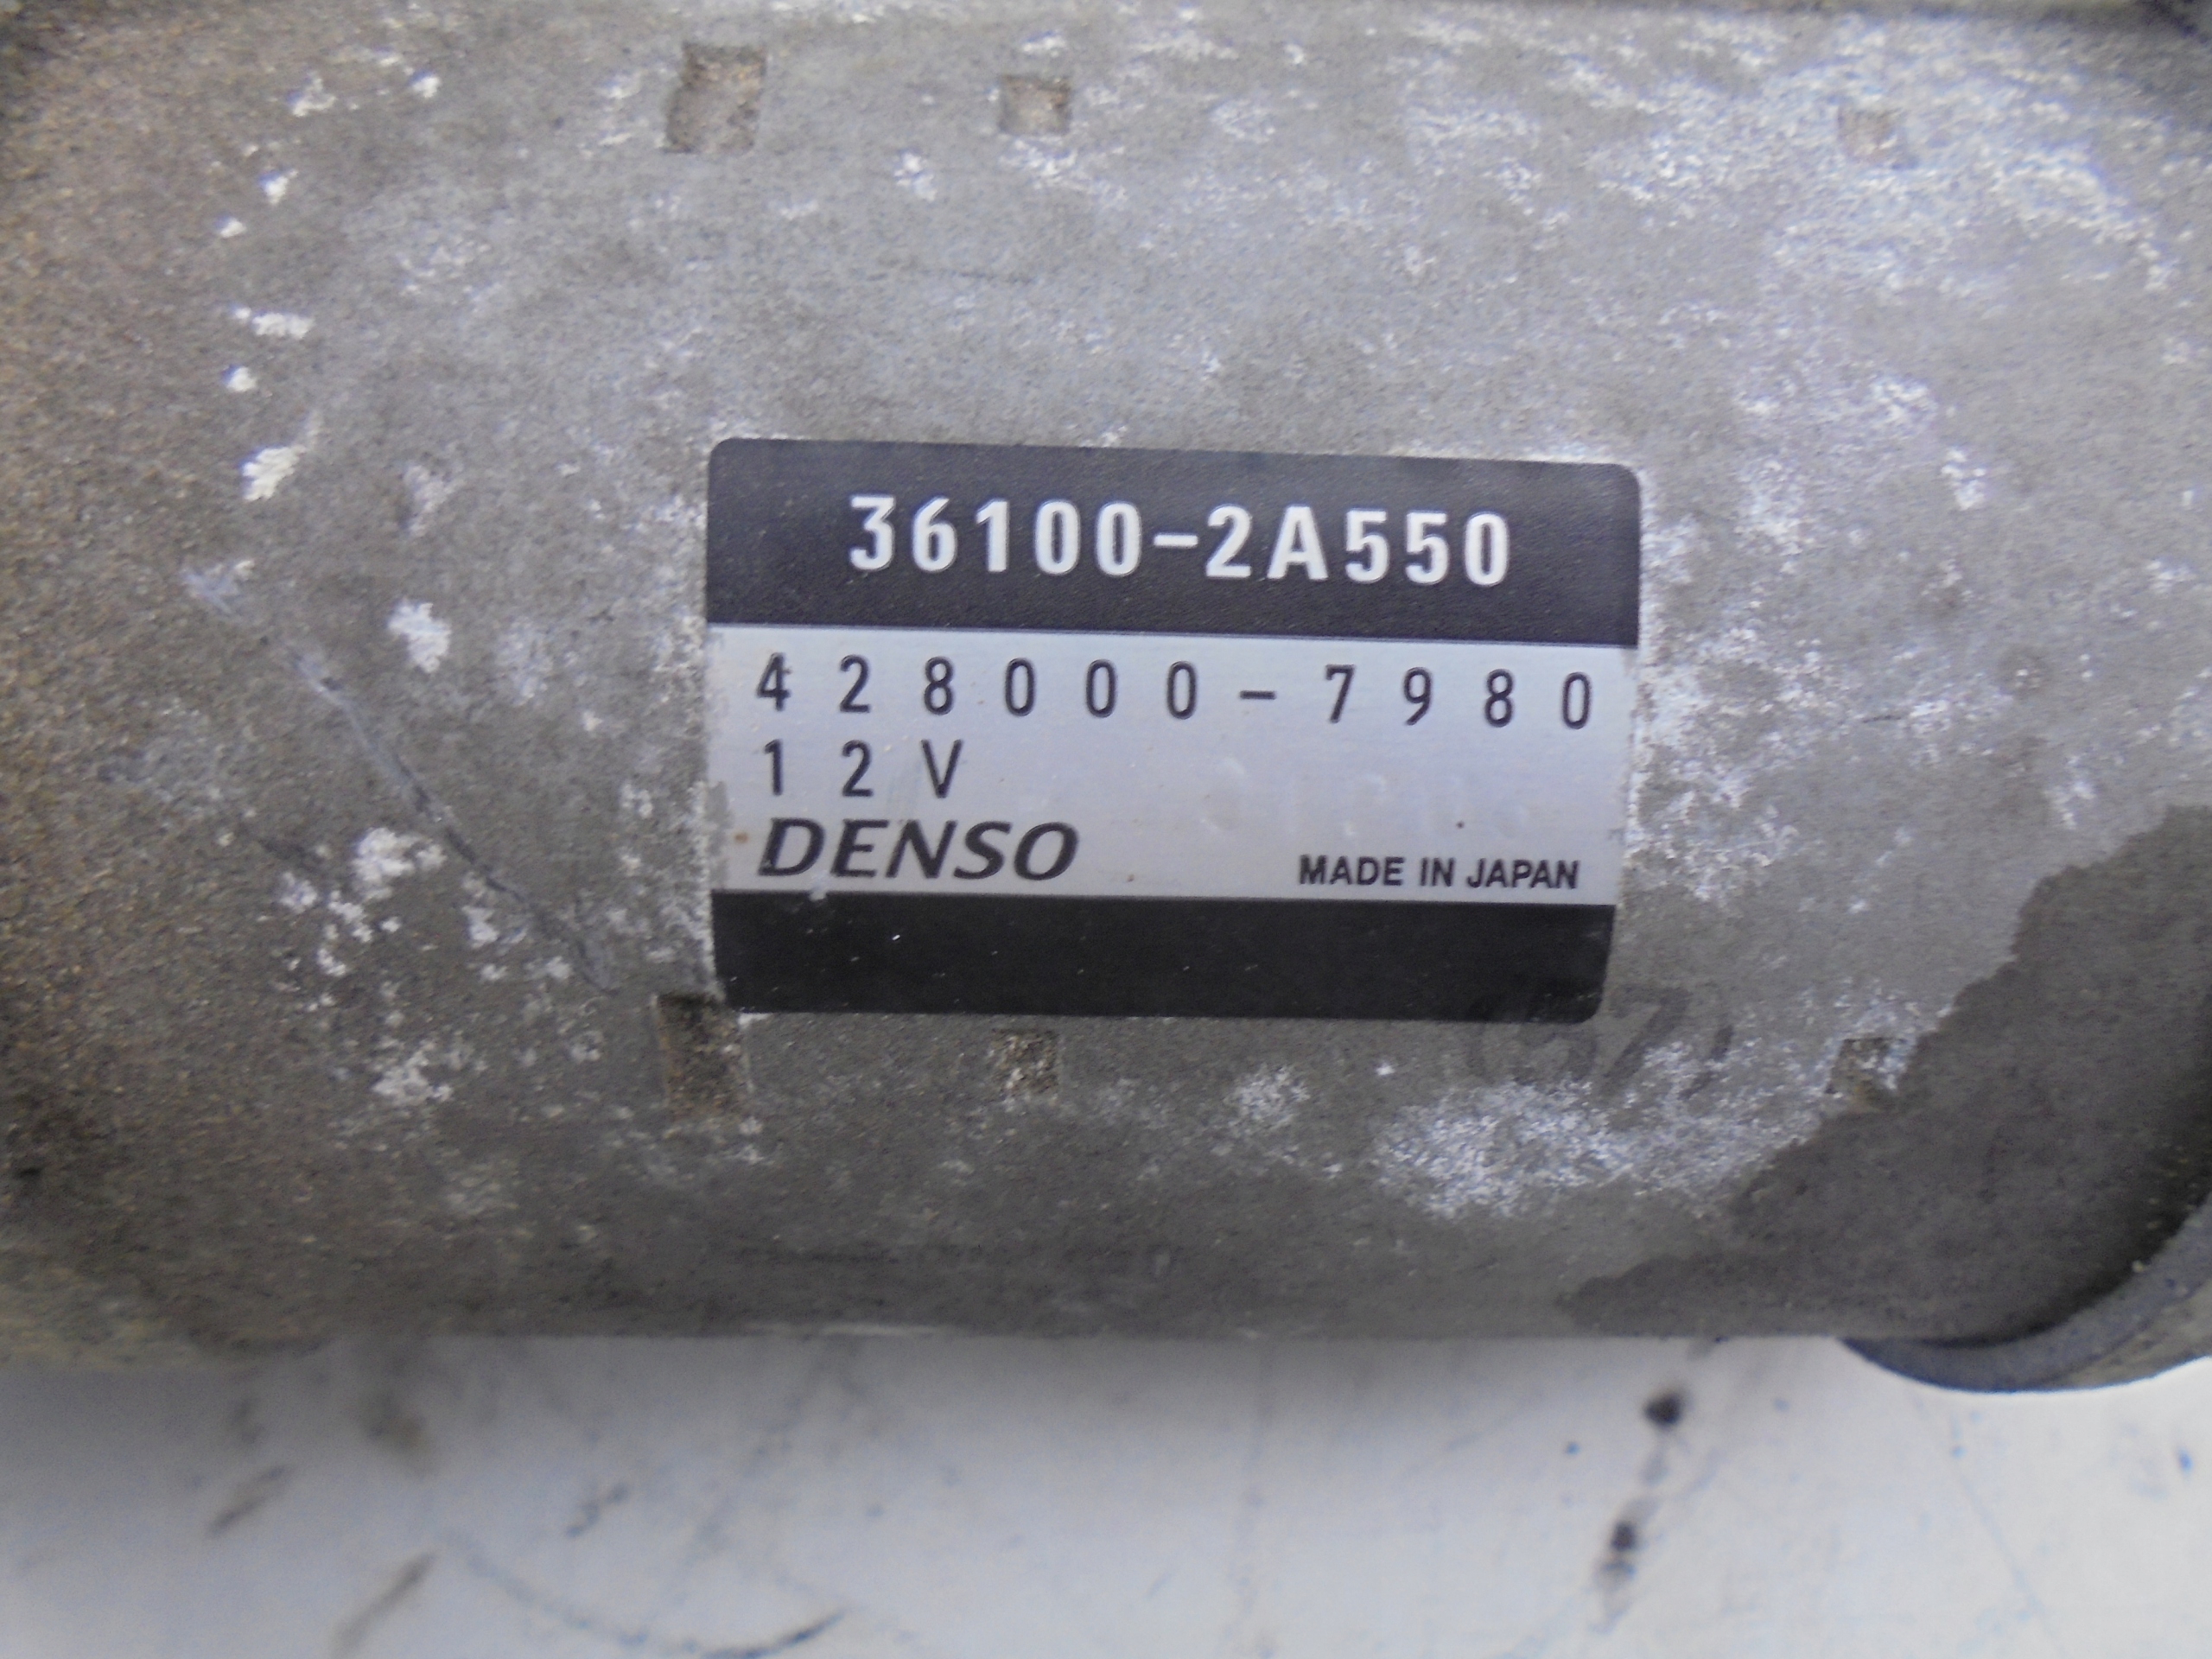 36100-2A550
428000-7980
12V
DENSO
MADE IN JAPAN